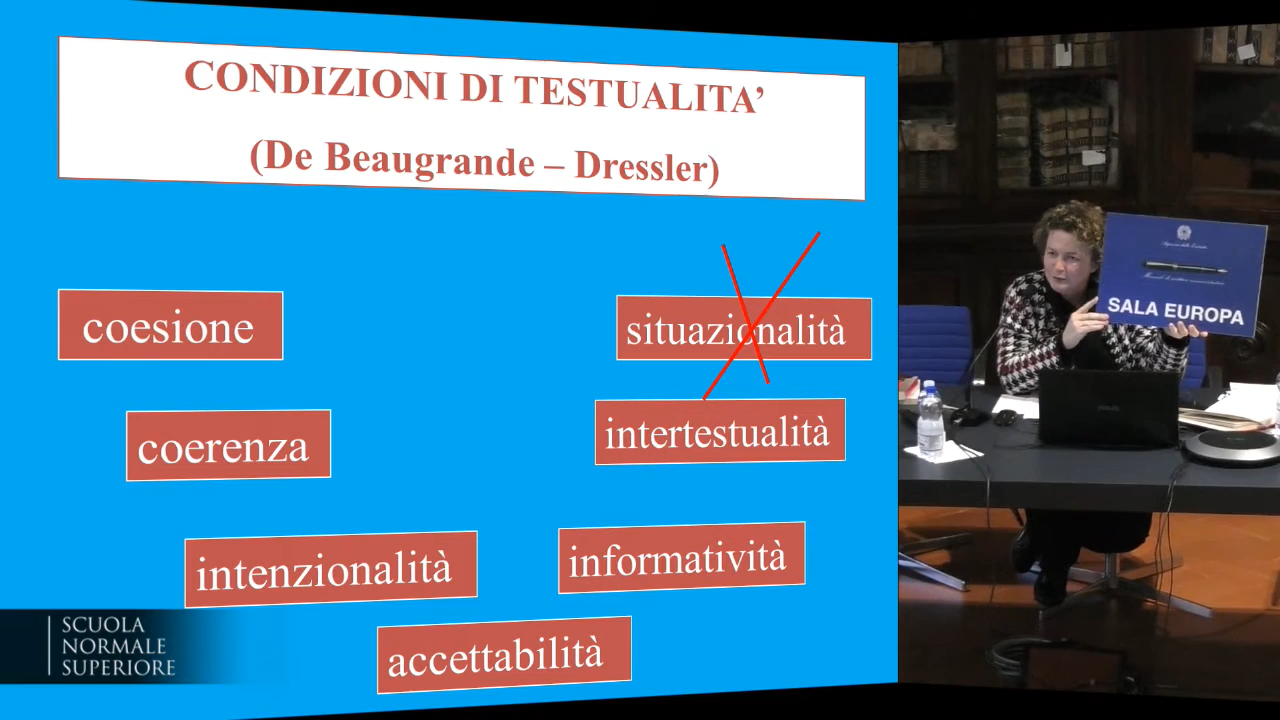 CONDIZIONI DI TESTUALITA’
(De Beaugrande – Dressler)
coesione
situazionalità
coerenza
intertestualità
intenzionalità
informatività
accettabilità
SCUOLA
NORMALE
SUPERIORE
SALA EUROPA